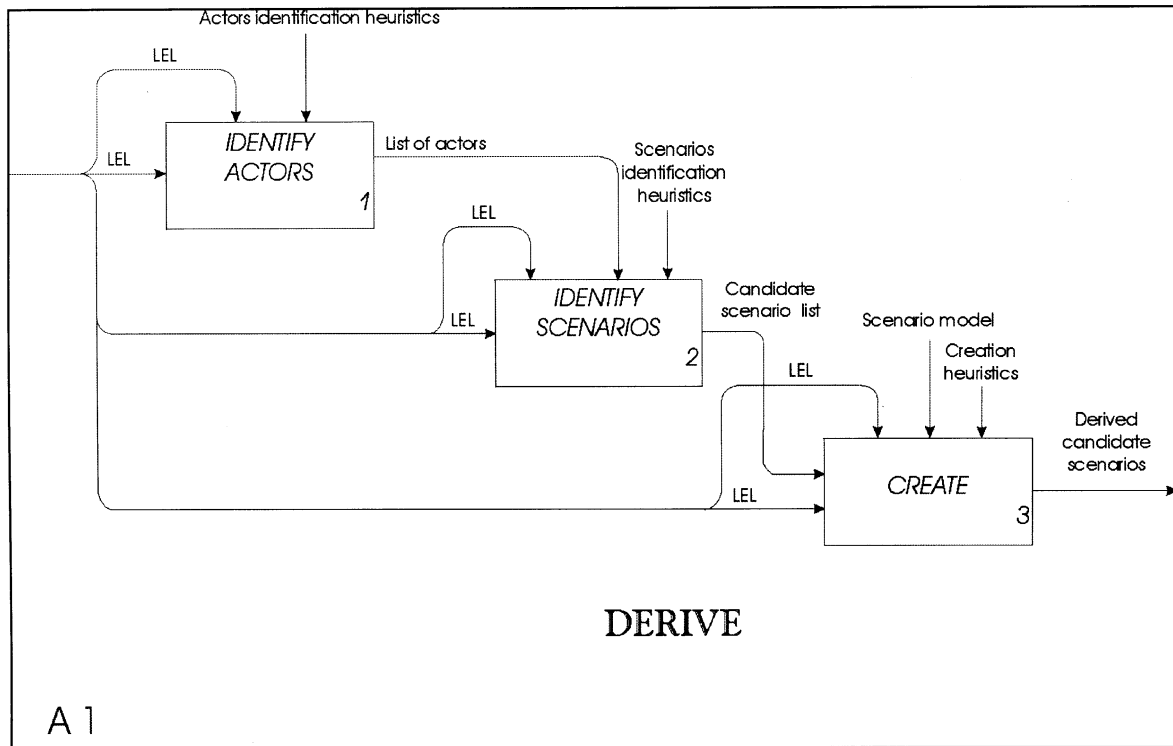 Actors identification heuristics
LEL
LEL
IDENTIFY
ACTORS
1
List of actors
Scenarios
identification
heuristics
LEL
LEL
IDENTIFY
SCENARIOS
2
Candidate
scenario list
Scenario model
Creation
heuristics
LEL
LEL
CREATE
3
Derived
candidate
scenarios
DERIVE
A 1